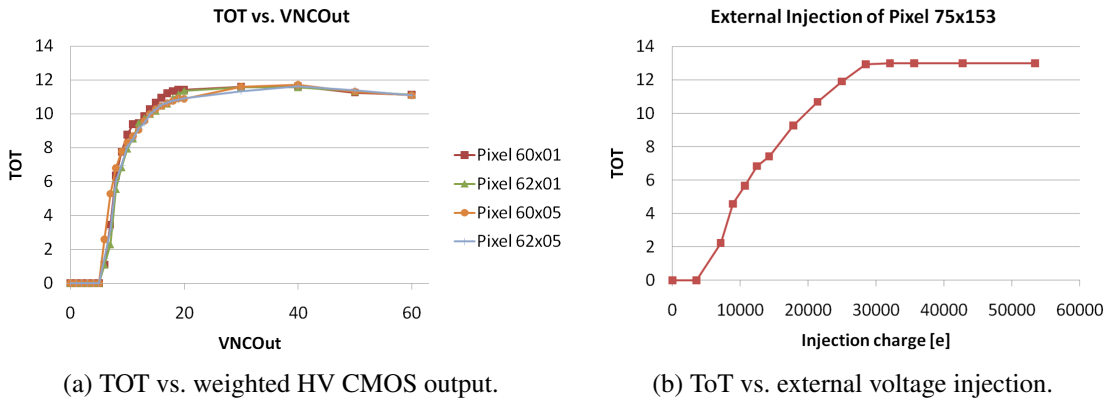 TOT vs. VNCOut
TOT
14
12
10
8
6
4
2
0
0 20 40 60
VNCOut
Pixel 60x01
Pixel 62x01
Pixel 60x05
Pixel 62x05
(a) TOT vs. weighted HV CMOS output.
External Injection of Pixel 75x153
TOT
14
12
10
8
6
4
2
0
0 10000 20000 30000 40000 50000 60000
Injection charge [e]
(b) ToT vs. external voltage injection.